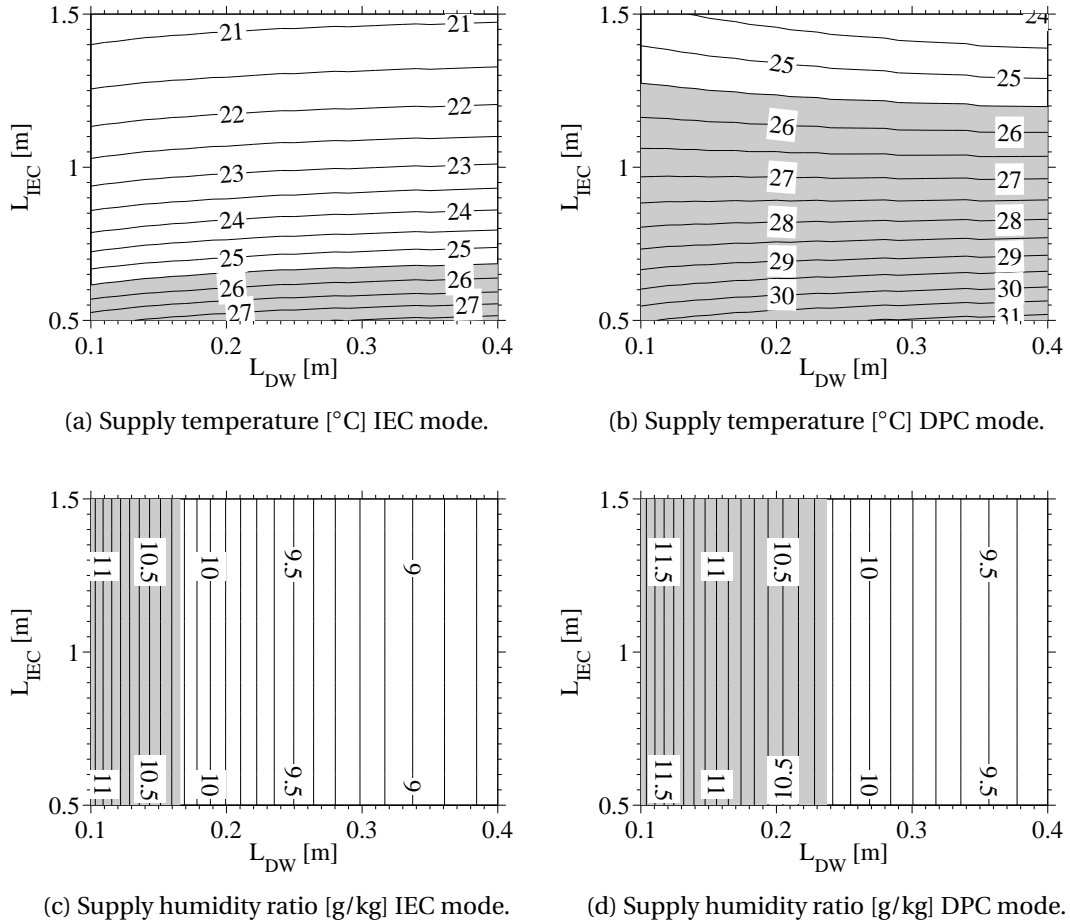 1.5
1
0.5
L_IEC [m]
21
21
22
22
23
23
24
24
25
25
26
26
27
27
0.1 0.2 0.3 0.4
L_DW [m]
(a) Supply temperature [°C] IEC mode.
1.5
1
0.5
L_IEC [m]
24
25
25
26
26
27
27
28
28
29
29
30
30
31
0.1 0.2 0.3 0.4
L_DW [m]
(b) Supply temperature [°C] DPC mode.
1.5
1
0.5
L_IEC [m]
11 10.5 10 9.5 9
11 10.5 10 9.5 9
0.1 0.2 0.3 0.4
L_DW [m]
(c) Supply humidity ratio [g/kg] IEC mode.
1.5
1
0.5
L_IEC [m]
11.5 11 10.5 10 9.5
11.5 11 10.5 10 9.5
0.1 0.2 0.3 0.4
L_DW [m]
(d) Supply humidity ratio [g/kg] DPC mode.